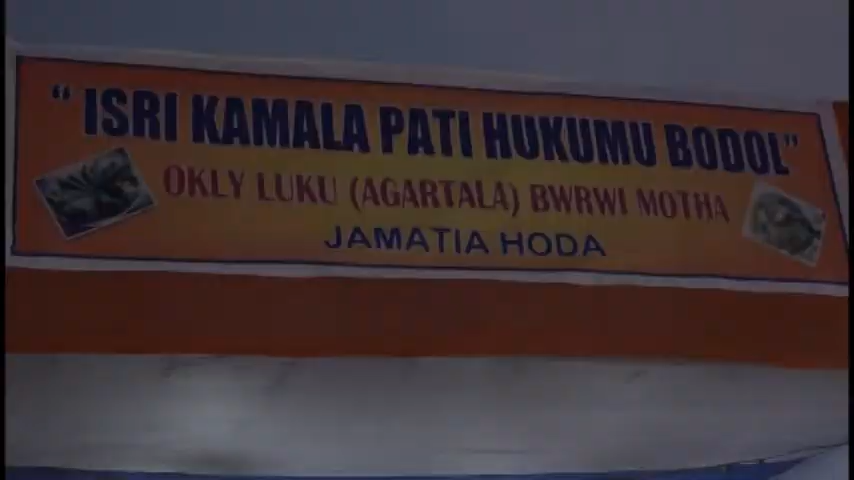 "ISRI KAMALA PATI HUKUMU BODOL"
OKLY LUKU (AGARTALA) BWRWI MOTHA
JAMATIA HODA